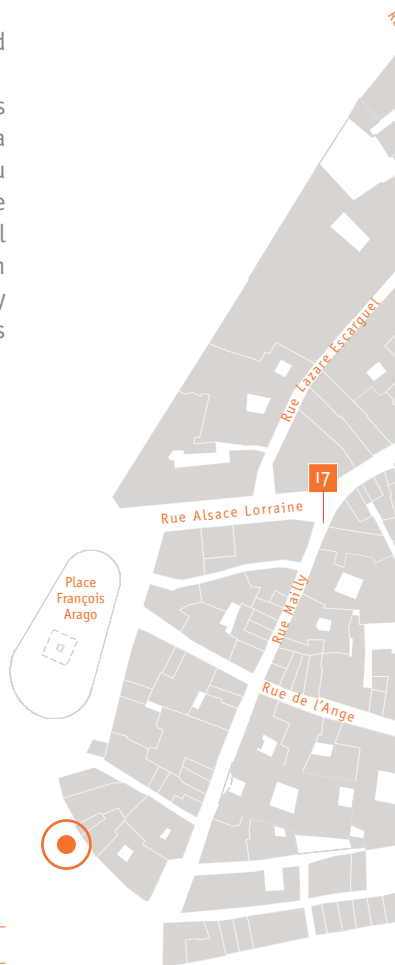 d
s
a
u
e
l
n
y
s
Rue Lazare Escarguel
17
Rue Alsace Lorraine
Place
François
Arago
Rue Mailly
Rue de l'Ange